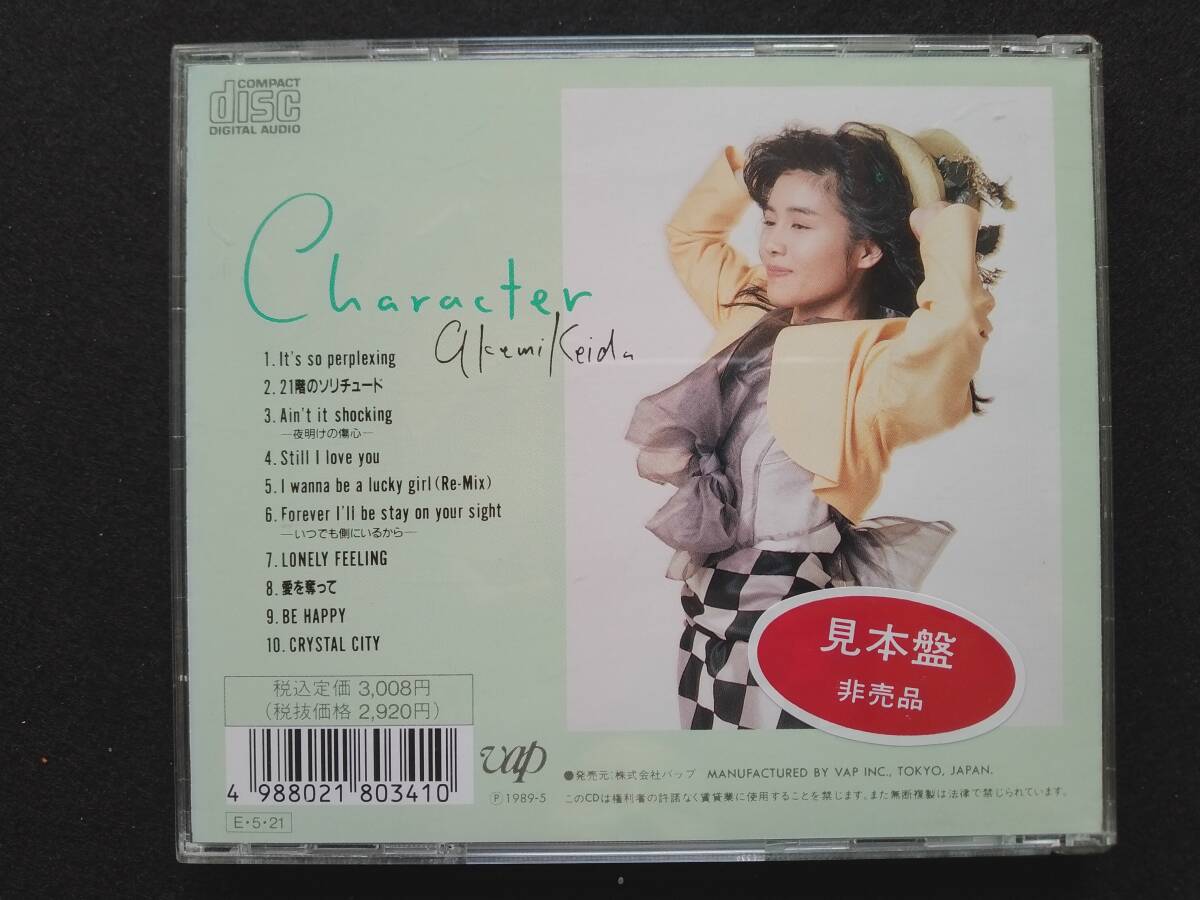 COMPACT
disc
DIGITAL AUDIO
Character
Akemi Keida
1. It's so perplexing
2. 21階のソリチュード
3. Ain't it shocking
—夜明けの傷心—
4. Still I love you
5. I wanna be a lucky girl (Re-Mix)
6. Forever I'll be stay on your sight
—いつでも側にいるから—
7. LONELY FEELING
8. 愛を奪って
9. BE HAPPY
10. CRYSTAL CITY
見本盤
非売品
税込定価 3,008円
(税抜価格 2,920円)
4 988021 803410
E・5・21
vap
Ⓟ 1989-5
●発売元:株式会社バップ MANUFACTURED BY VAP INC., TOKYO, JAPAN.
このCDは権利者の許諾なく賃貸業に使用することを禁じます。また無断複製は法律で禁じられています。